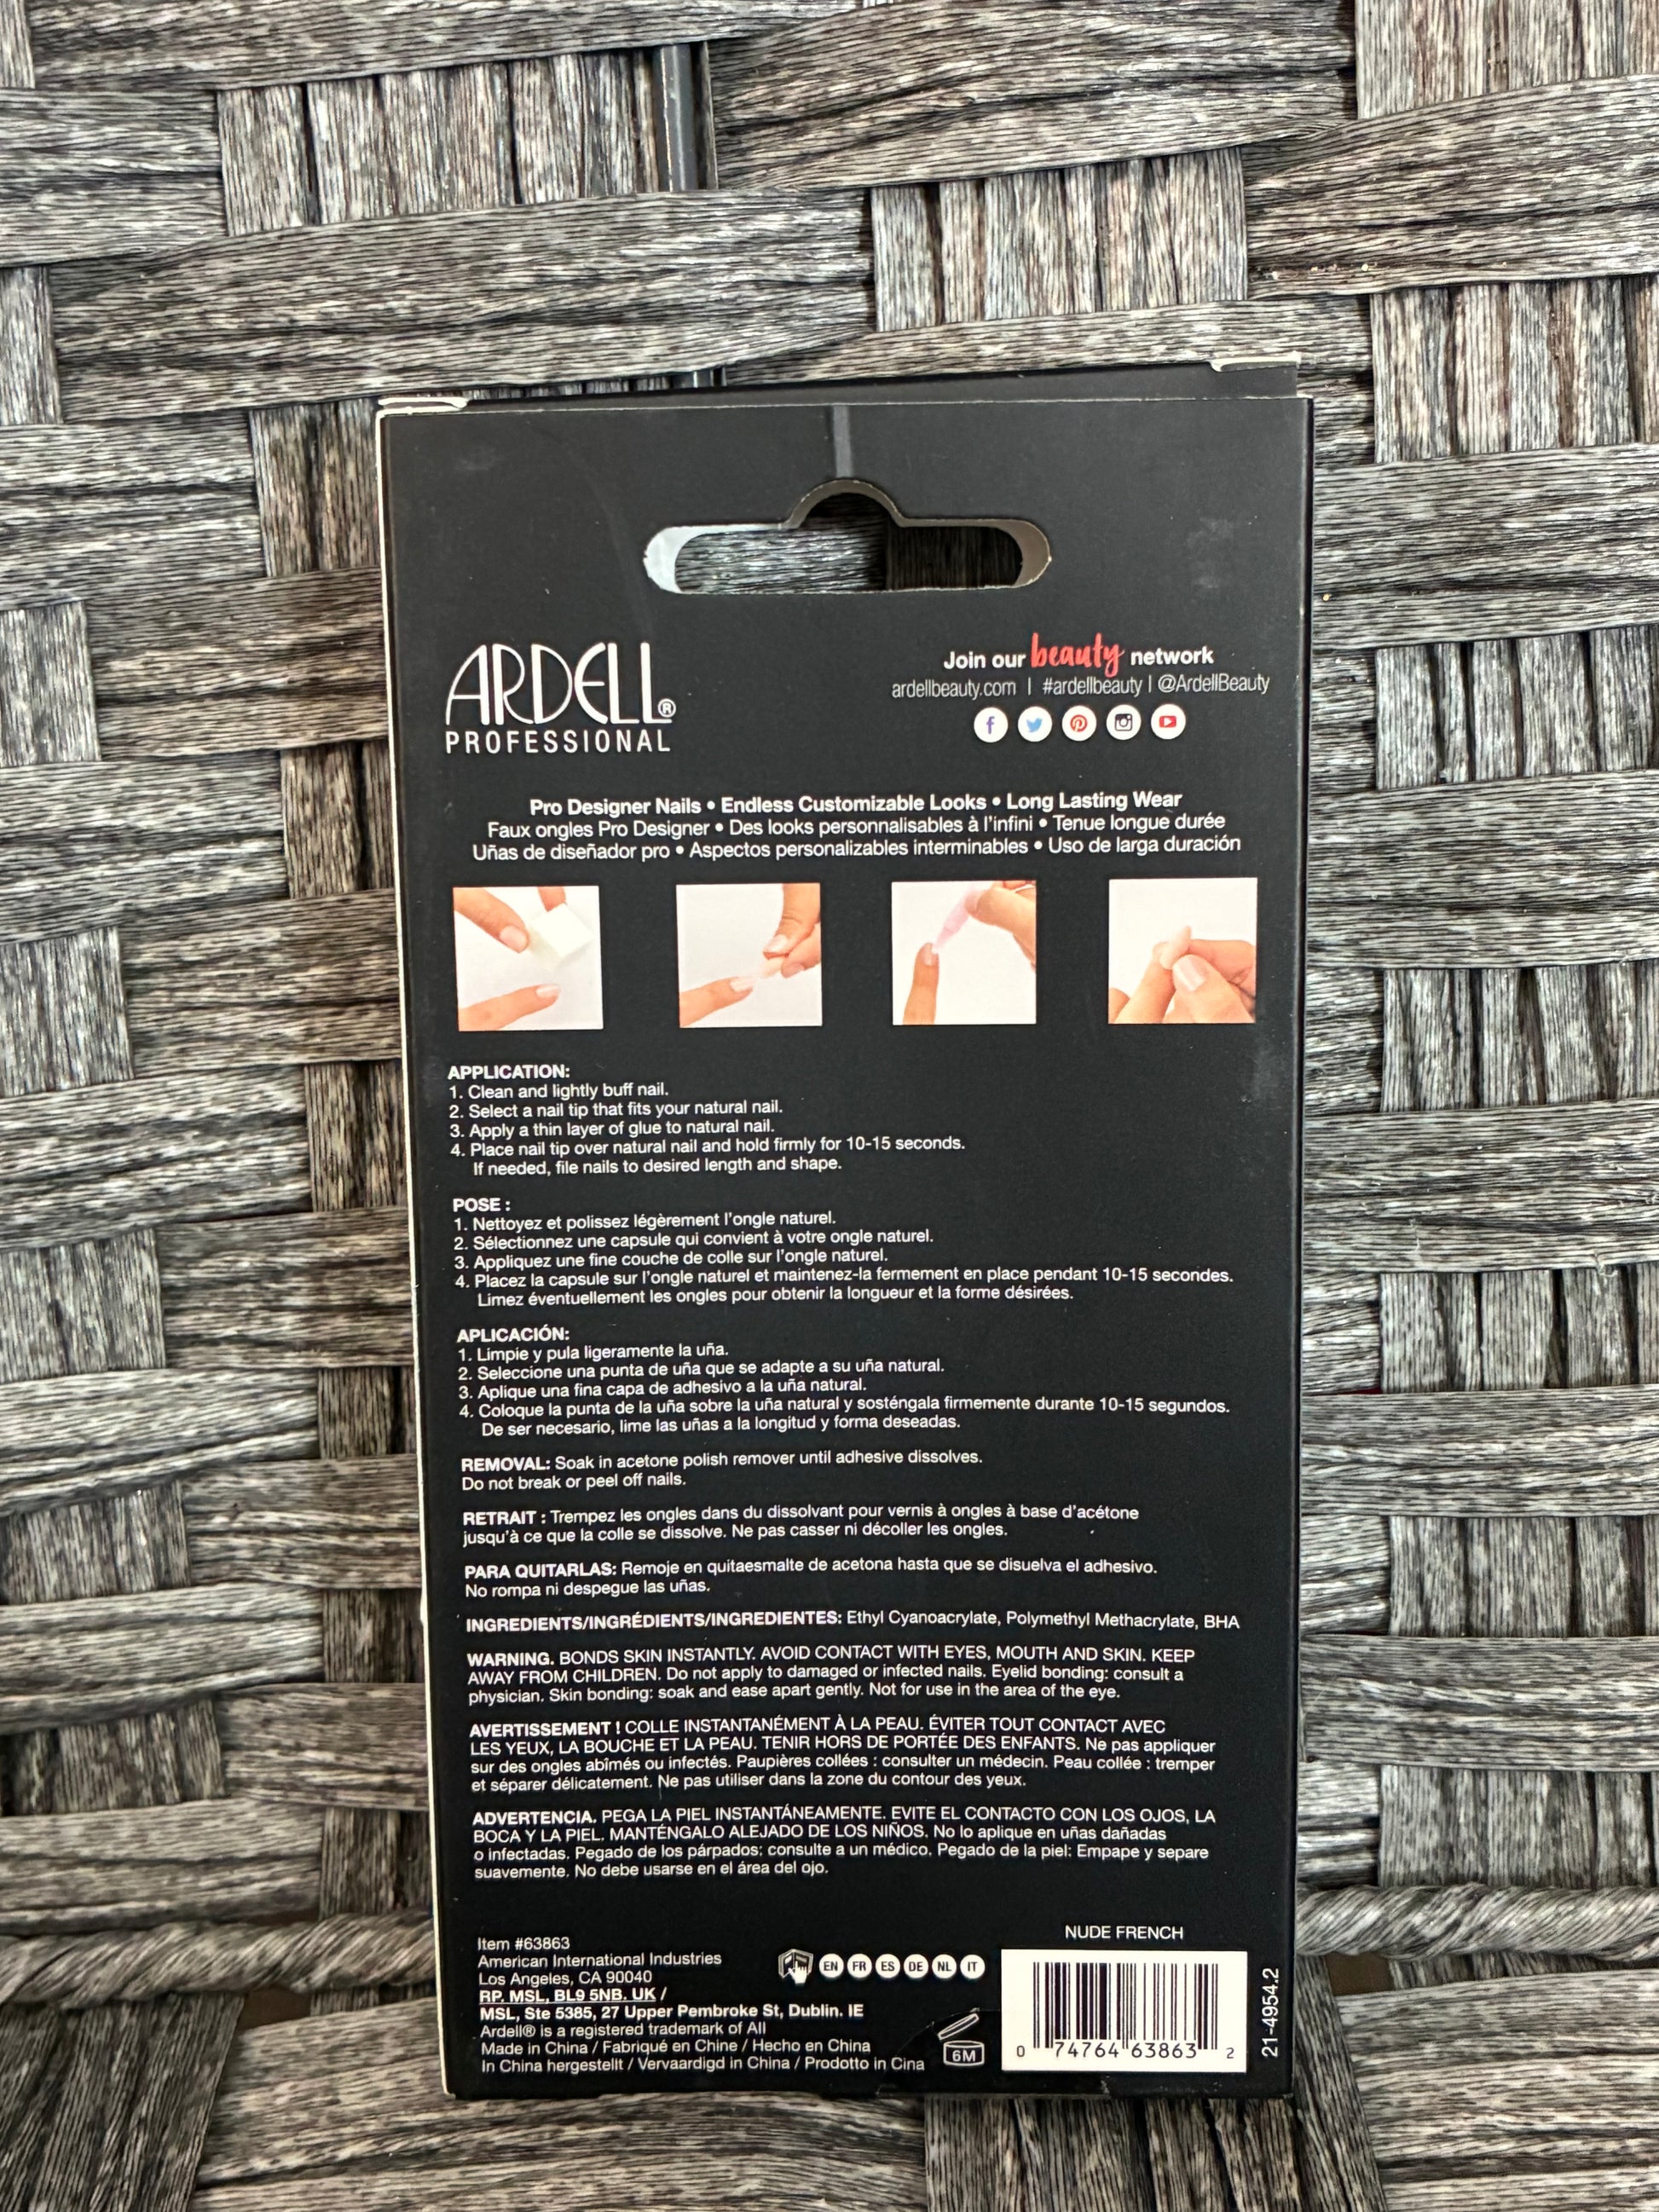 ARDELL®
PROFESSIONAL
Join our beauty network
ardellbeauty.com | #ardellbeauty | @ArdellBeauty
Pro Designer Nails • Endless Customizable Looks • Long Lasting Wear
Faux ongles Pro Designer • Des looks personnalisables à l'infini • Tenue longue durée
Uñas de diseñador pro • Aspectos personalizables interminables • Uso de larga duración
APPLICATION:
1. Clean and lightly buff nail.
2. Select a nail tip that fits your natural nail.
3. Apply a thin layer of glue to natural nail.
4. Place nail tip over natural nail and hold firmly for 10-15 seconds.
If needed, file nails to desired length and shape.
POSE :
1. Nettoyez et polissez légèrement l'ongle naturel.
2. Sélectionnez une capsule qui convient à votre ongle naturel.
3. Appliquez une fine couche de colle sur l'ongle naturel.
4. Placez la capsule sur l'ongle naturel et maintenez-la fermement en place pendant 10-15 secondes.
Limez éventuellement les ongles pour obtenir la longueur et la forme désirées.
APLICACIÓN:
1. Limpie y pula ligeramente la uña.
2. Seleccione una punta de uña que se adapte a su uña natural.
3. Aplique una fina capa de adhesivo a la uña natural.
4. Coloque la punta de la uña sobre la uña natural y sosténgala firmemente durante 10-15 segundos.
De ser necesario, lime las uñas a la longitud y forma deseadas.
REMOVAL: Soak in acetone polish remover until adhesive dissolves.
Do not break or peel off nails.
RETRAIT : Trempez les ongles dans du dissolvant pour vernis à ongles à base d'acétone
jusqu'à ce que la colle se dissolve. Ne pas casser ni décoller les ongles.
PARA QUITARLAS: Remoje en quitaesmalte de acetona hasta que se disuelva el adhesivo.
No rompa ni despegue las uñas.
INGREDIENTS/INGRÉDIENTS/INGREDIENTES: Ethyl Cyanoacrylate, Polymethyl Methacrylate, BHA
WARNING. BONDS SKIN INSTANTLY. AVOID CONTACT WITH EYES, MOUTH AND SKIN. KEEP
AWAY FROM CHILDREN. Do not apply to damaged or infected nails. Eyelid bonding: consult a
physician. Skin bonding: soak and ease apart gently. Not for use in the area of the eye.
AVERTISSEMENT ! COLLE INSTANTANÉMENT À LA PEAU. ÉVITER TOUT CONTACT AVEC
LES YEUX, LA BOUCHE ET LA PEAU. TENIR HORS DE PORTÉE DES ENFANTS. Ne pas appliquer
sur des ongles abîmés ou infectés. Paupières collées : consulter un médecin. Peau collée : tremper
et séparer délicatement. Ne pas utiliser dans la zone du contour des yeux.
ADVERTENCIA. PEGA LA PIEL INSTANTÁNEAMENTE. EVITE EL CONTACTO CON LOS OJOS, LA
BOCA Y LA PIEL. MANTÉNGALO ALEJADO DE LOS NIÑOS. No lo aplique en uñas dañadas
o infectadas. Pegado de los párpados: consulte a un médico. Pegado de la piel: Empape y separe
suavemente. No debe usarse en el área del ojo.
Item #63863
American International Industries
Los Angeles, CA 90040
RP. MSL, BL9 5NB. UK /
MSL, Ste 5385, 27 Upper Pembroke St, Dublin. IE
Ardell® is a registered trademark of AII
Made in China / Fabriqué en Chine / Hecho en China
In China hergestellt / Vervaardigd in China / Prodotto in Cina
EN FR ES DE NL IT
6M
NUDE FRENCH
0 74764 63863 2
21-4954.2